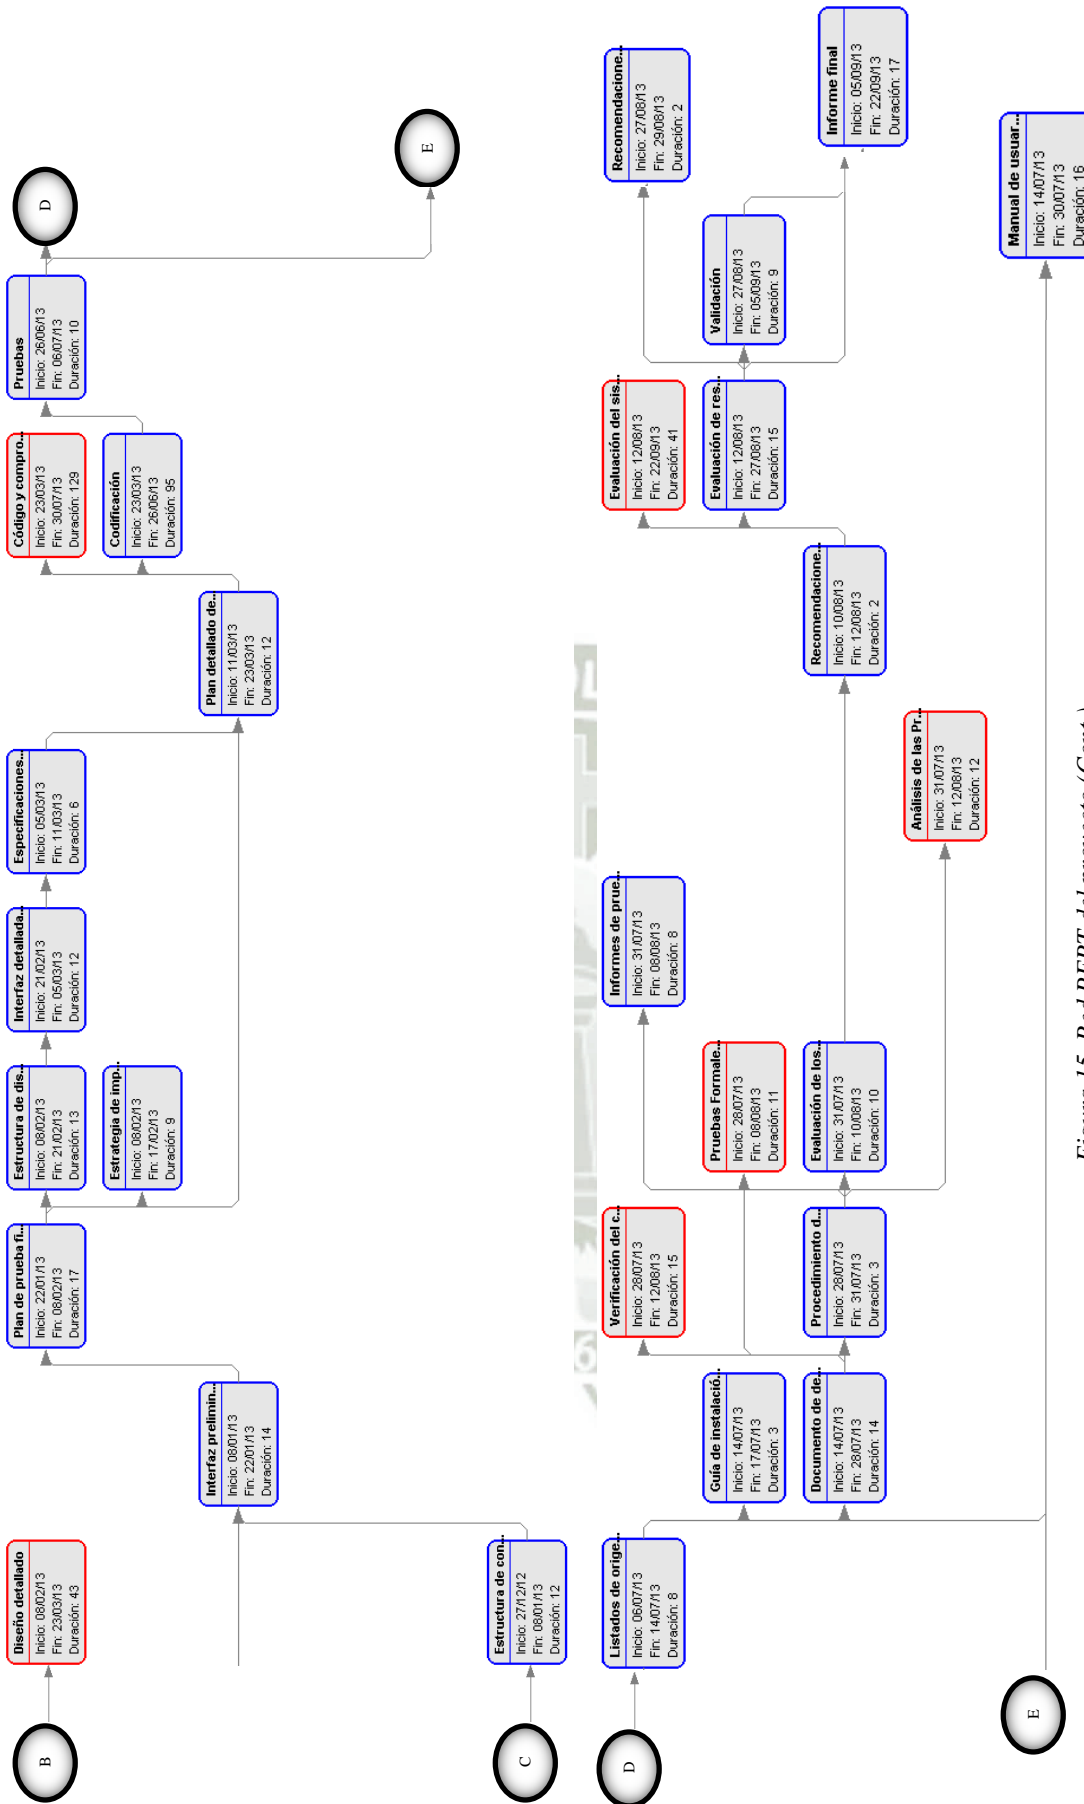 B
Diseño detallado
Inicio: 08/02/13
Fin: 23/03/13
Duración: 43
C
Estructura de con...
Inicio: 27/12/12
Fin: 08/01/13
Duración: 12
Interfaz prelimin...
Inicio: 08/01/13
Fin: 22/01/13
Duración: 14
Plan de prueba fi...
Inicio: 22/01/13
Fin: 08/02/13
Duración: 17
Estructura de dis...
Inicio: 08/02/13
Fin: 21/02/13
Duración: 13
Estrategia de imp...
Inicio: 08/02/13
Fin: 17/02/13
Duración: 9
Interfaz detallada...
Inicio: 21/02/13
Fin: 05/03/13
Duración: 12
Especificaciones...
Inicio: 05/03/13
Fin: 11/03/13
Duración: 6
Plan detallado de...
Inicio: 11/03/13
Fin: 23/03/13
Duración: 12
Código y compro...
Inicio: 23/03/13
Fin: 30/07/13
Duración: 129
Codificación
Inicio: 23/03/13
Fin: 26/06/13
Duración: 95
Pruebas
Inicio: 26/06/13
Fin: 06/07/13
Duración: 10
D
E
D
Listados de orige...
Inicio: 06/07/13
Fin: 14/07/13
Duración: 8
Guía de instalació...
Inicio: 14/07/13
Fin: 17/07/13
Duración: 3
Documento de de...
Inicio: 14/07/13
Fin: 28/07/13
Duración: 14
Verificación del c...
Inicio: 28/07/13
Fin: 12/08/13
Duración: 15
Pruebas Formale...
Inicio: 28/07/13
Fin: 08/08/13
Duración: 11
Procedimiento d...
Inicio: 28/07/13
Fin: 31/07/13
Duración: 3
Informes de prue...
Inicio: 31/07/13
Fin: 08/08/13
Duración: 8
Evaluación de los...
Inicio: 31/07/13
Fin: 10/08/13
Duración: 10
Análisis de las Pr...
Inicio: 31/07/13
Fin: 12/08/13
Duración: 12
Recomendacione...
Inicio: 10/08/13
Fin: 12/08/13
Duración: 2
Evaluación del sis...
Inicio: 12/08/13
Fin: 22/09/13
Duración: 41
Evaluación de res...
Inicio: 12/08/13
Fin: 27/08/13
Duración: 15
Validación
Inicio: 27/08/13
Fin: 05/09/13
Duración: 9
Recomendacione...
Inicio: 27/08/13
Fin: 29/08/13
Duración: 2
Informe final
Inicio: 05/09/13
Fin: 22/09/13
Duración: 17
E
Manual de usuar...
Inicio: 14/07/13
Fin: 30/07/13
Duración: 16
Figura 15. Red PERT del proyecto (Cont.)